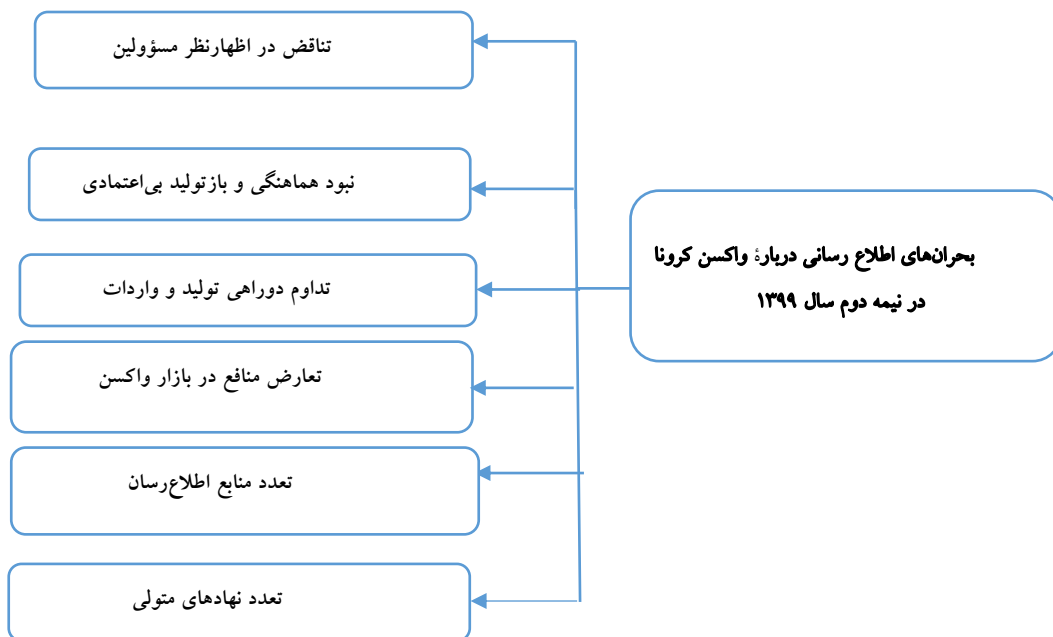 بحران‌های اطلاع رسانی دربارهٔ واکسن کرونا
در نیمه دوم سال ۱۳۹۹
تناقض در اظهارنظر مسؤولین
نبود هماهنگی و بازتولید بی‌اعتمادی
تداوم دوراهی تولید و واردات
تعارض منافع در بازار واکسن
تعدد منابع اطلاع‌رسان
تعدد نهادهای متولی